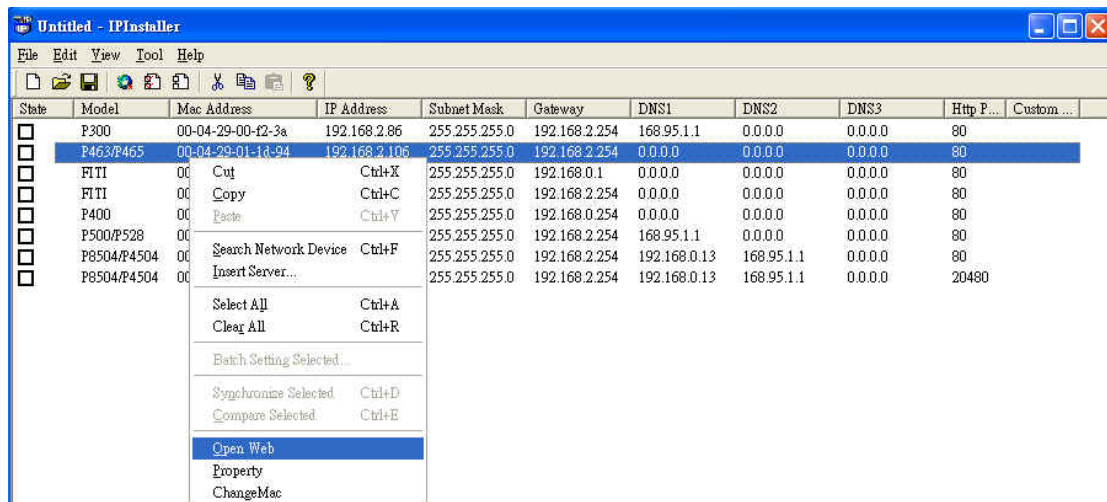 Untitled - IPInstaller
File Edit View Tool Help
State Model Mac Address IP Address Subnet Mask Gateway DNS1 DNS2 DNS3 Http P... Custom ...
P300 00-04-29-00-f2-3a 192.168.2.86 255.255.255.0 192.168.2.254 168.95.1.1 0.0.0.0 0.0.0.0 80
P463/P465 00-04-29-01-1d-94 192.168.2.106 255.255.255.0 192.168.2.254 0.0.0.0 0.0.0.0 0.0.0.0 80
FITI 00 255.255.255.0 192.168.0.1 0.0.0.0 0.0.0.0 0.0.0.0 80
FITI 00 255.255.255.0 192.168.2.254 0.0.0.0 0.0.0.0 0.0.0.0 80
P400 00 255.255.255.0 192.168.0.254 0.0.0.0 0.0.0.0 0.0.0.0 80
P500/P528 00 255.255.255.0 192.168.2.254 168.95.1.1 0.0.0.0 0.0.0.0 80
P8504/P4504 00 255.255.255.0 192.168.2.254 192.168.0.13 168.95.1.1 0.0.0.0 80
P8504/P4504 00 255.255.255.0 192.168.2.254 192.168.0.13 168.95.1.1 0.0.0.0 20480
Cut Ctrl+X
Copy Ctrl+C
Paste Ctrl+V
Search Network Device Ctrl+F
Insert Server...
Select All Ctrl+A
Clear All Ctrl+R
Batch Setting Selected...
Synchronize Selected Ctrl+D
Compare Selected Ctrl+E
Open Web
Property
ChangeMac